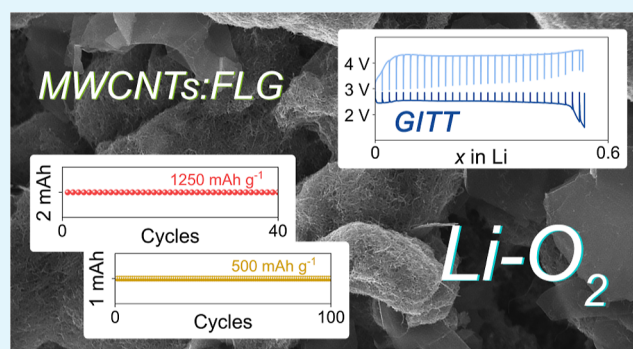 MWCNTs:FLG
4 V
3 V
2 V
GITT
0
0.6
x in Li
2 mAh
1250 mAh g⁻¹
0
40
Cycles
1 mAh
500 mAh g⁻¹
0
100
Cycles
Li-O₂